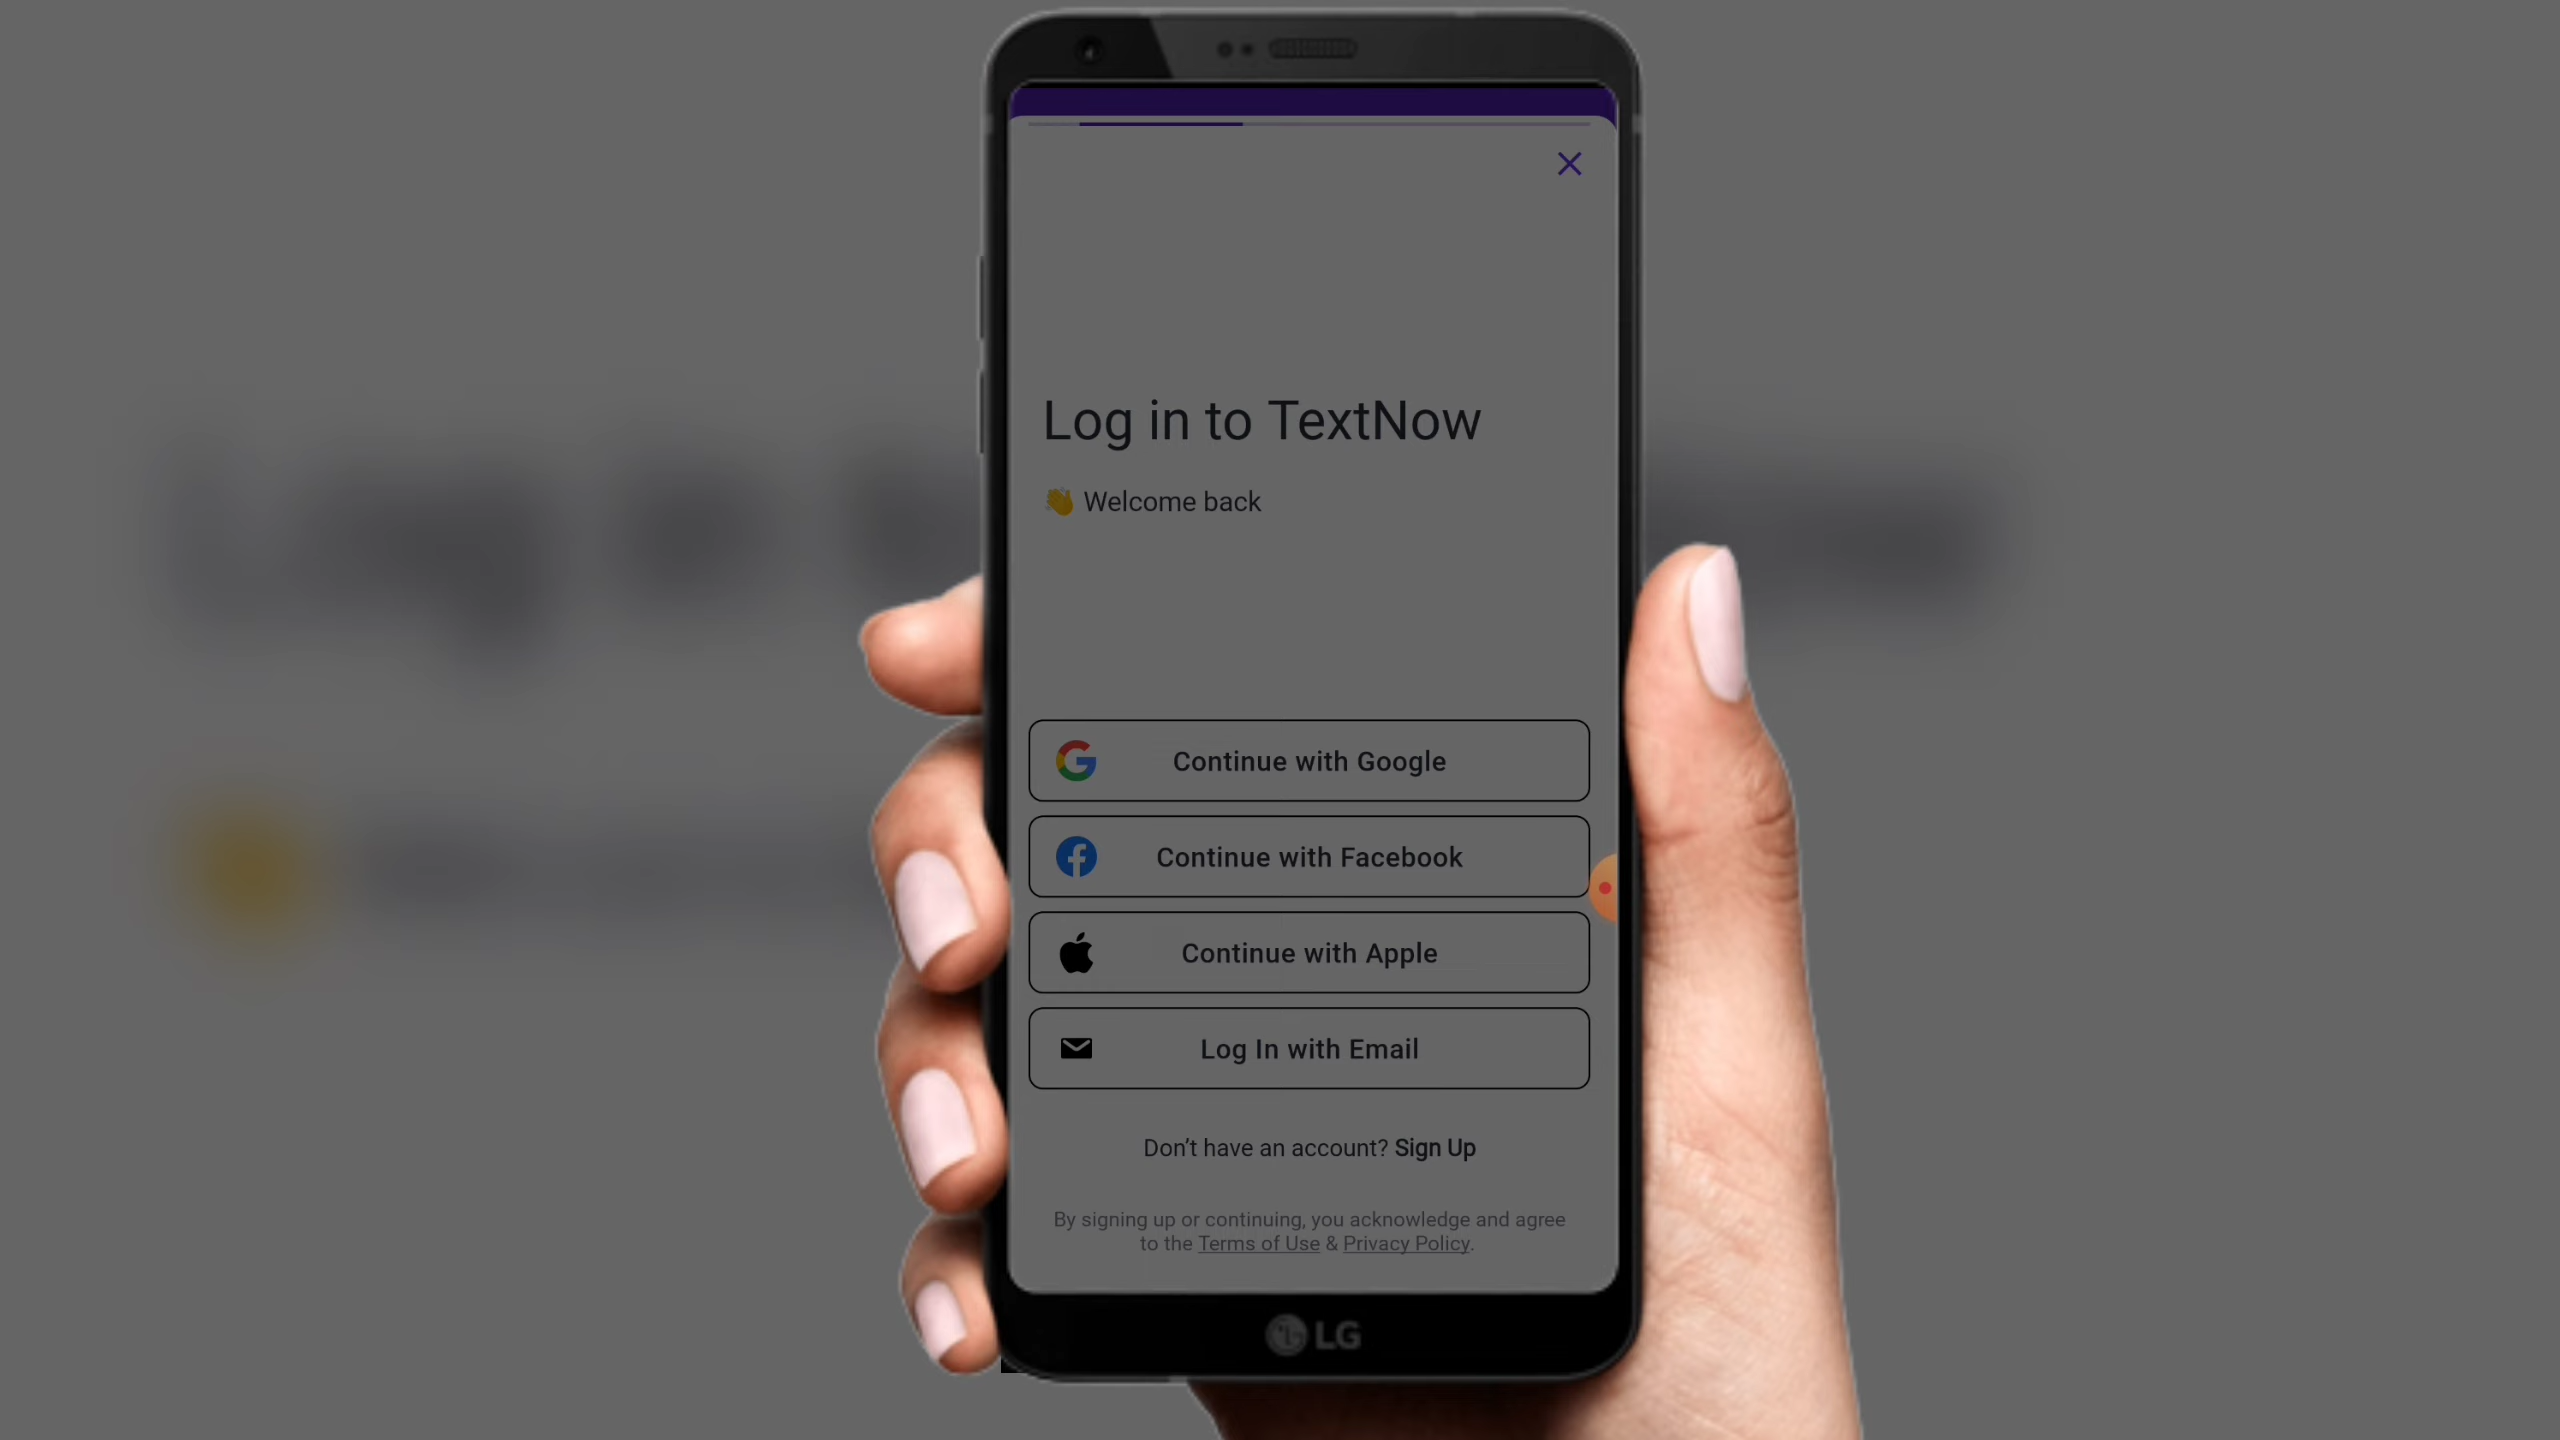 Log in to TextNow
👋 Welcome back
Continue with Google
Continue with Facebook
Continue with Apple
Log In with Email
Don't have an account? Sign Up
By signing up or continuing, you acknowledge and agree
to the Terms of Use & Privacy Policy.
LG